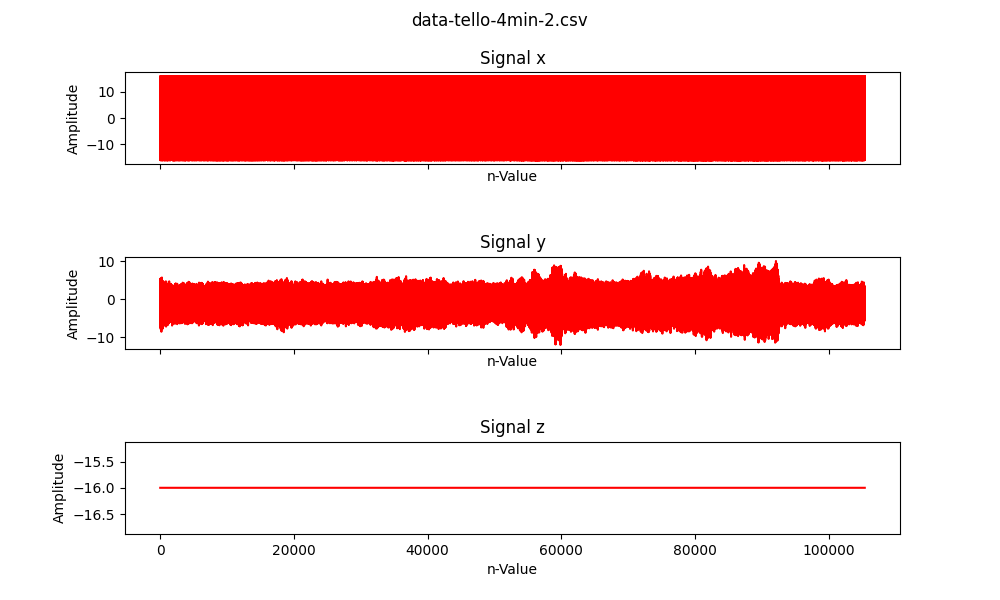 data-tello-4min-2.csv
Signal x
Amplitude
10
0
−10
n-Value
Signal y
Amplitude
10
0
−10
n-Value
Signal z
Amplitude
−15.5
−16.0
−16.5
0 20000 40000 60000 80000 100000
n-Value